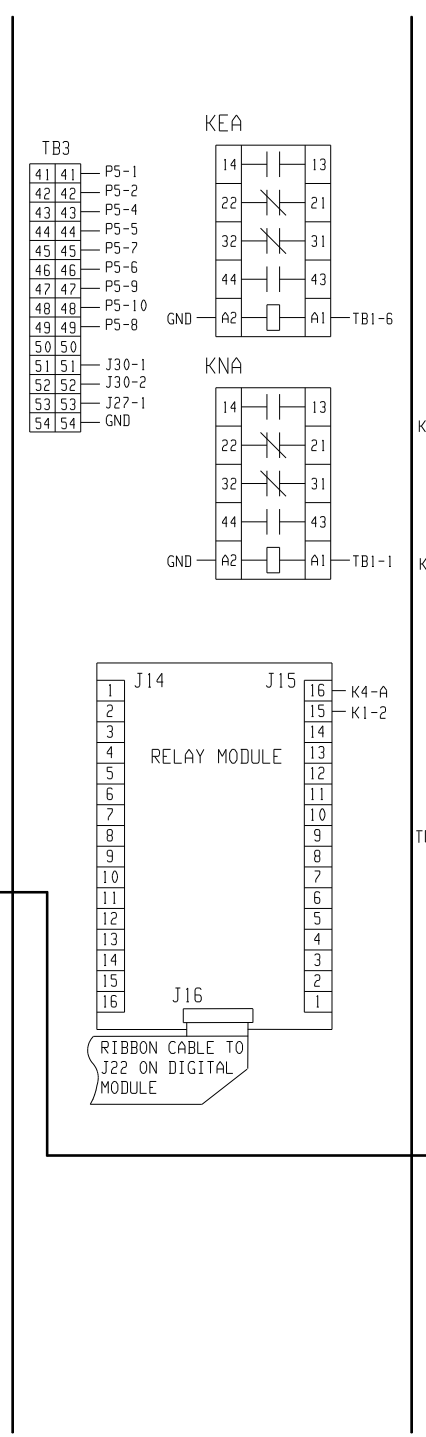 TB3
41 41 P5-1
42 42 P5-2
43 43 P5-4
44 44 P5-5
45 45 P5-7
46 46 P5-6
47 47 P5-9
48 48 P5-10
49 49 P5-8
50 50
51 51 J30-1
52 52 J30-2
53 53 J27-1
54 54 GND
KEA
14 13
22 21
32 31
44 43
GND A2 A1 TB1-6
KNA
14 13
22 21
32 31
44 43
GND A2 A1 TB1-1
K
K
J14 J15
1 16 K4-A
2 15 K1-2
3 14
4 RELAY MODULE 13
5 12
6 11
7 10
8 9
9 8
10 7
11 6
12 5
13 4
14 3
15 2
16 1
J16
RIBBON CABLE TO
J22 ON DIGITAL
MODULE